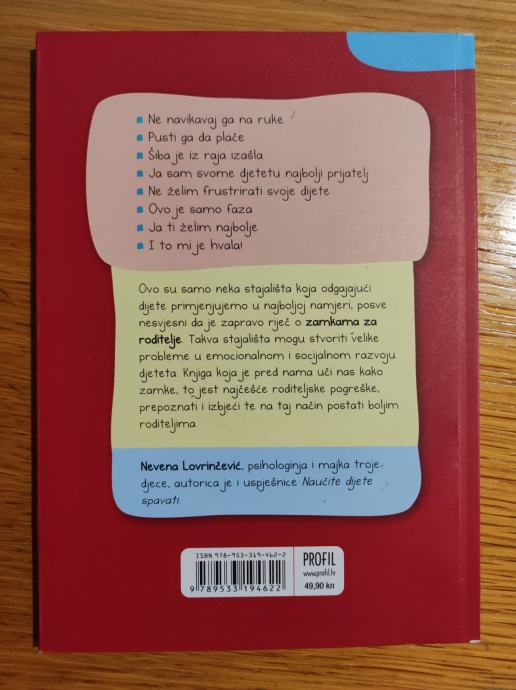 Ne navikavaj ga na ruke
Pusti ga da plače
Šiba je iz raja izašla
Ja sam svome djetetu najbolji prijatelj
Ne želim frustrirati svoje dijete
Ovo je samo faza
Ja ti želim najbolje
I to mi je hvala!
Ovo su samo neka stajališta koja odgajajući
dijete primjenjujemo u najboljoj namjeri, posve
nesvjesni da je zapravo riječ o zamkama za
roditelje. Takva stajališta mogu stvoriti velike
probleme u emocionalnom i socijalnom razvoju
djeteta. Knjiga koja je pred nama uči nas kako
zamke, to jest najčešće roditeljske pogreške,
prepoznati i izbjeći te na taj način postati boljim
roditeljima.
Nevena Lovrinčević, psihologinja i majka troje
djece, autorica je i uspješnice Naučite dijete
spavati
ISBN 978-953-319-462-2
9 789533 194622
PROFIL
www.profil.hr
49,90 kn